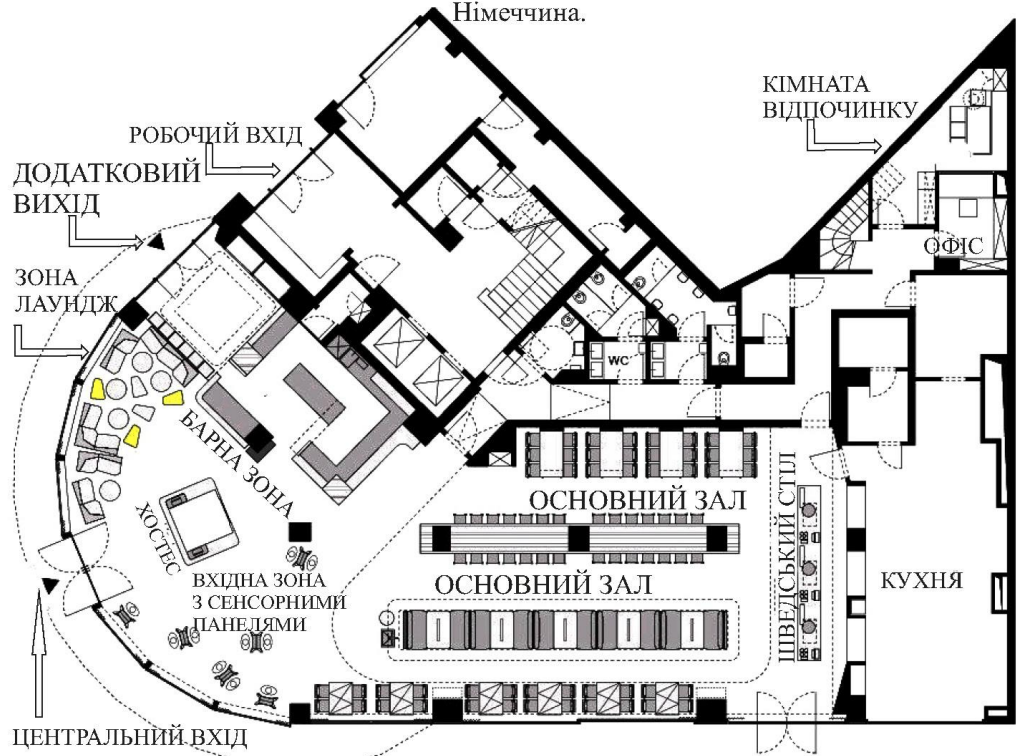 Німеччина.
КІМНАТА
ВІДПОЧИНКУ
РОБОЧИЙ ВХІД
ДОДАТКОВИЙ
ВИХІД
ОФІС
ЗОНА
ЛАУНДЖ
WC
БАРНА ЗОНА
ОСНОВНИЙ ЗАЛ
ШВЕДСЬКИЙ СТІЛ
ХОСТЕС
ВХІДНА ЗОНА
З СЕНСОРНИМИ
ПАНЕЛЯМИ
ОСНОВНИЙ ЗАЛ
КУХНЯ
ЦЕНТРАЛЬНИЙ ВХІД